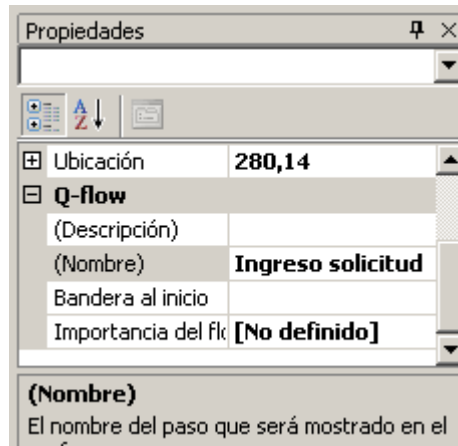 Propiedades
Ubicación 280,14
Q-flow
(Descripción)
(Nombre) Ingreso solicitud
Bandera al inicio
Importancia del [No definido]
(Nombre)
El nombre del paso que será mostrado en el